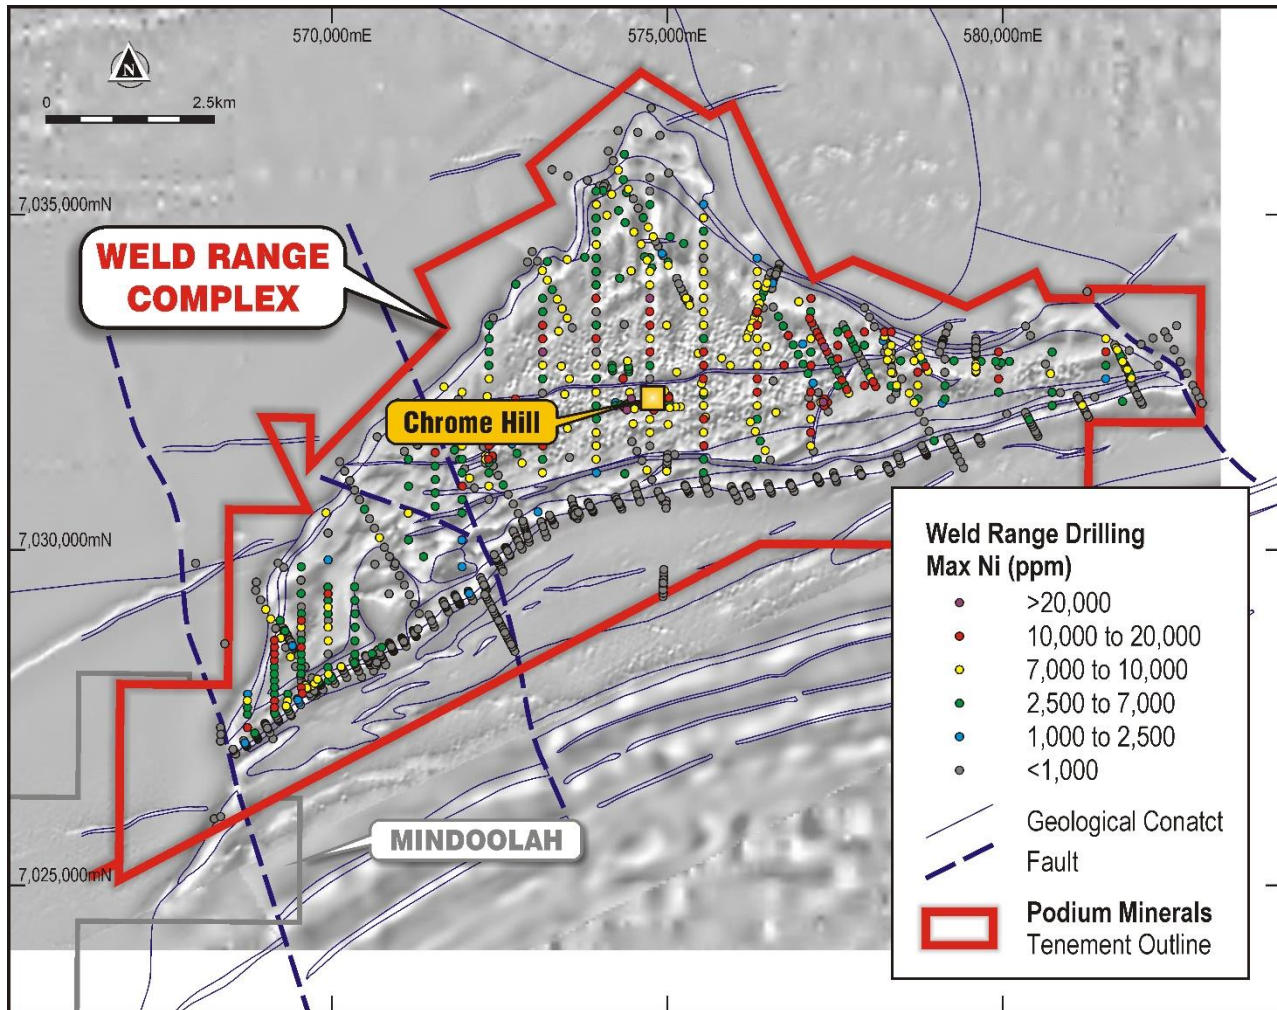 570,000mE
575,000mE
580,000mE
N
0
2.5km
7,035,000mN
WELD RANGE
COMPLEX
Chrome Hill
7,030,000mN
MINDOOLAH
7,025,000mN
Weld Range Drilling
Max Ni (ppm)
>20,000
10,000 to 20,000
7,000 to 10,000
2,500 to 7,000
1,000 to 2,500
<1,000
Geological Conatct
Fault
Podium Minerals
Tenement Outline